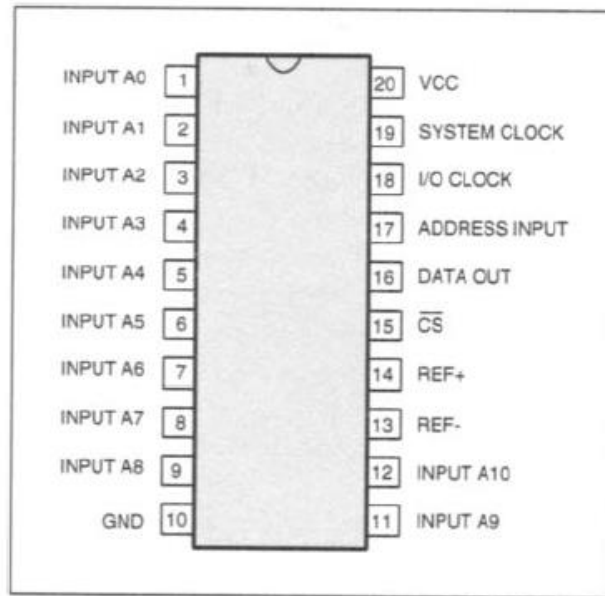 INPUT A0 1 20 VCC
INPUT A1 2 19 SYSTEM CLOCK
INPUT A2 3 18 I/O CLOCK
INPUT A3 4 17 ADDRESS INPUT
INPUT A4 5 16 DATA OUT
INPUT A5 6 15 C̅S̅
INPUT A6 7 14 REF+
INPUT A7 8 13 REF-
INPUT A8 9 12 INPUT A10
GND 10 11 INPUT A9